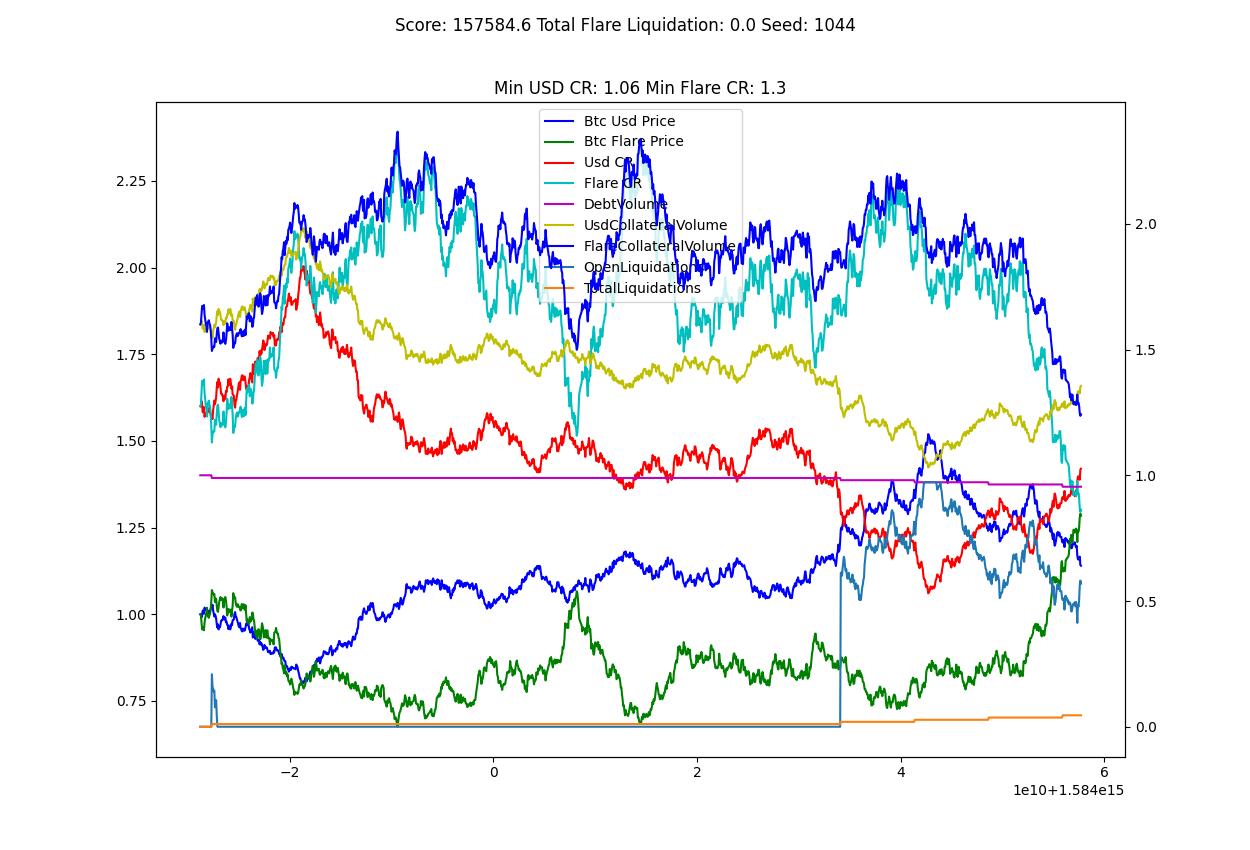 Score: 157584.6 Total Flare Liquidation: 0.0 Seed: 1044
Min USD CR: 1.06 Min Flare CR: 1.3
Btc Usd Price
Btc Flare Price
Usd CR
Flare CR
DebtVolume
UsdCollateralVolume
FlareCollateralVolume
OpenLiquidations
TotalLiquidations
2.25
2.00
1.75
1.50
1.25
1.00
0.75
2.0
1.5
1.0
0.5
0.0
−2
0
2
4
6
1e10+1.584e15